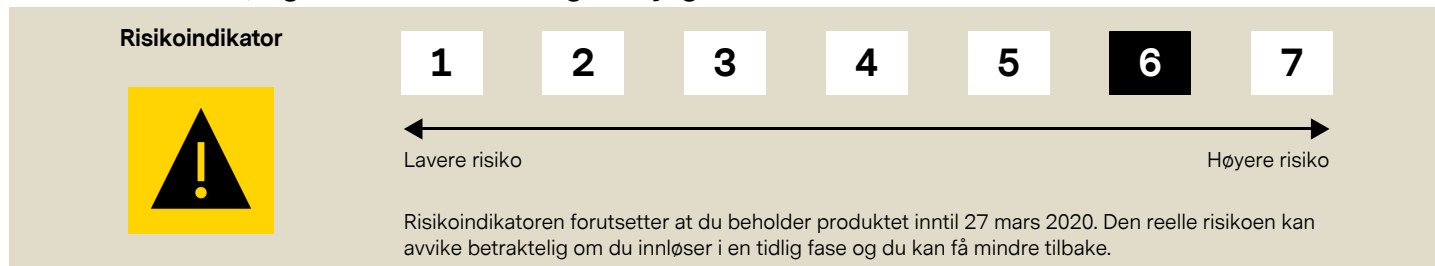 Risikoindikator
1 2 3 4 5 6 7
Lavere risiko Høyere risiko
Risikoindikatoren forutsetter at du beholder produktet inntil 27 mars 2020. Den reelle risikoen kan
avvike betraktelig om du innløser i en tidlig fase og du kan få mindre tilbake.